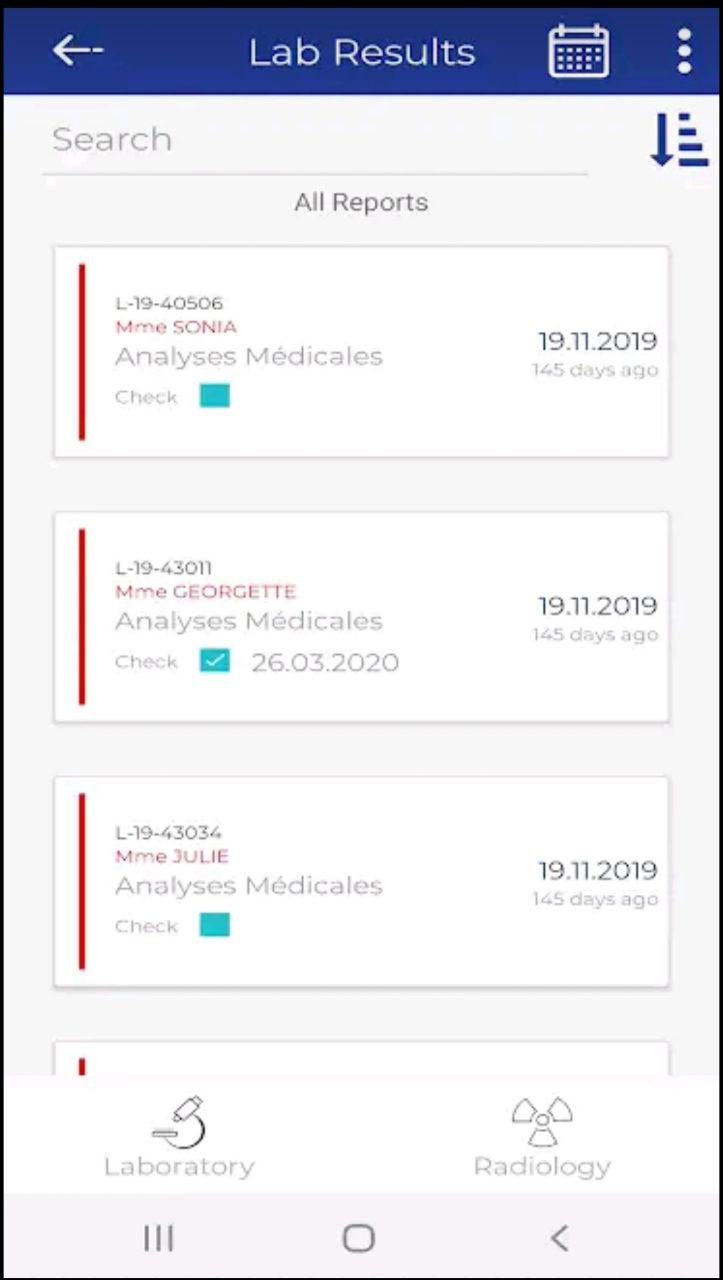 Lab Results
Search
All Reports
L-19-40506
Mme SONIA
Analyses Médicales
Check
19.11.2019
145 days ago
L-19-43011
Mme GEORGETTE
Analyses Médicales
Check 26.03.2020
19.11.2019
145 days ago
L-19-43034
Mme JULIE
Analyses Médicales
Check
19.11.2019
145 days ago
Laboratory
Radiology